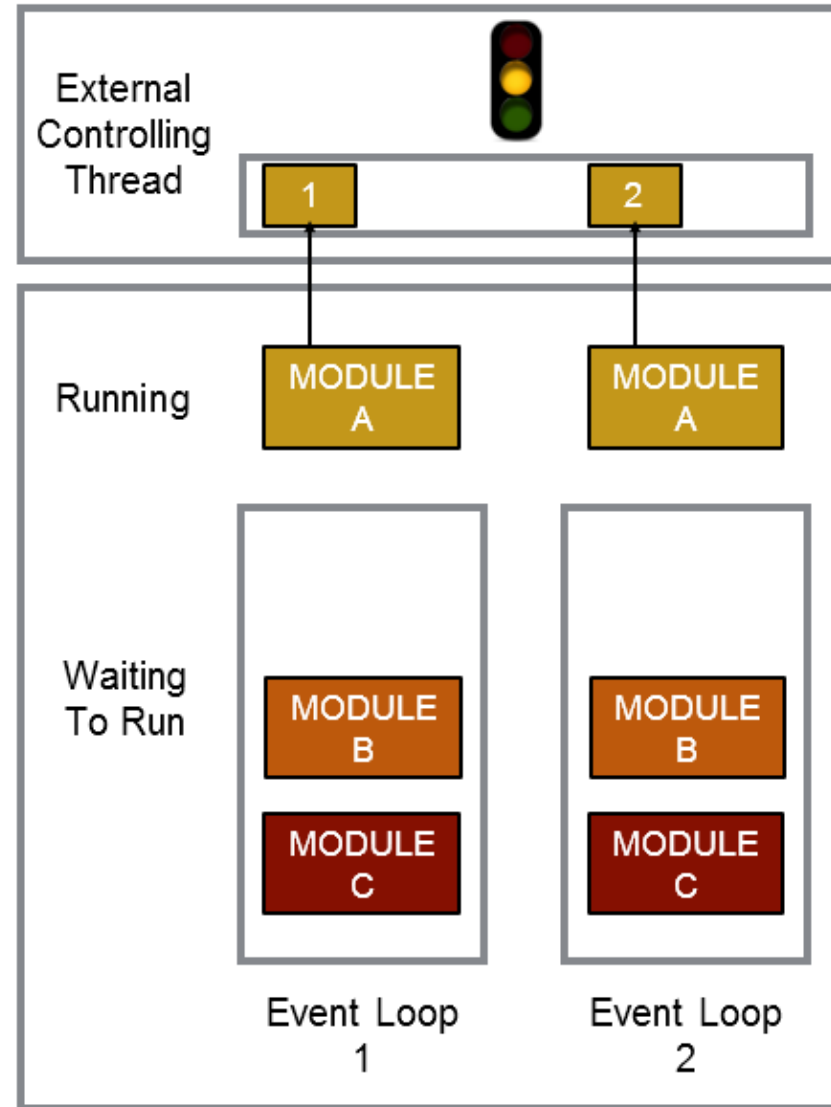 External
Controlling
Thread
1
2
Running
MODULE
A
MODULE
A
Waiting
To Run
MODULE
B
MODULE
B
MODULE
C
MODULE
C
Event Loop
1
Event Loop
2